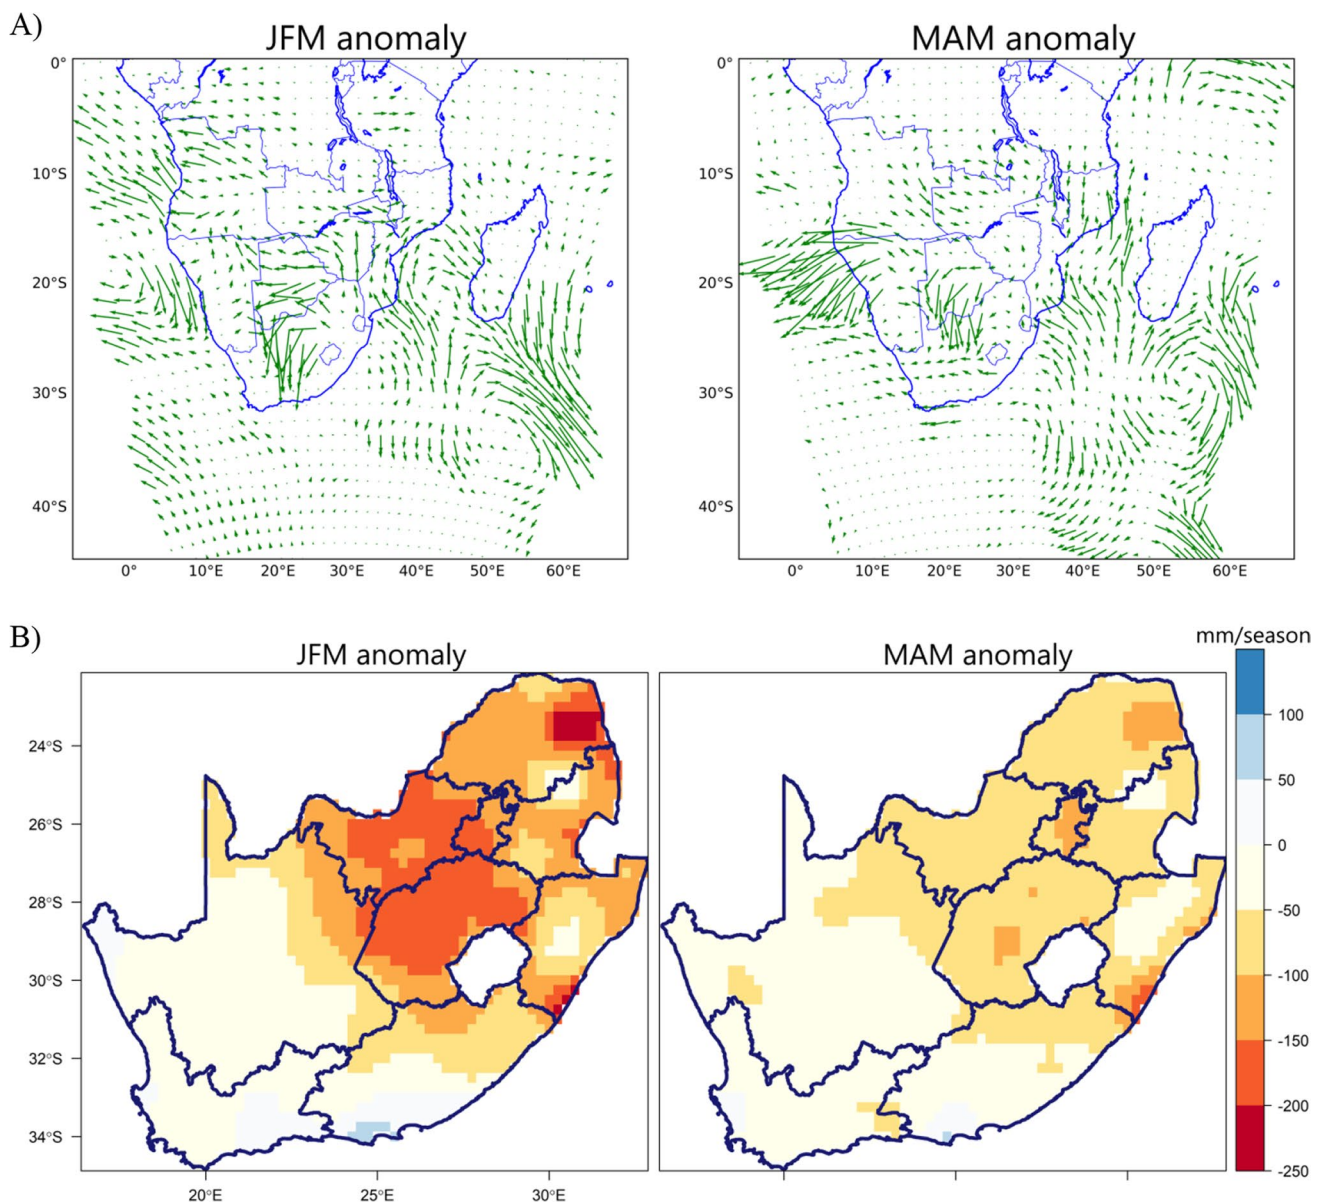 A)
JFM anomaly
MAM anomaly
0°
10°S
20°S
30°S
40°S
0° 10°E 20°E 30°E 40°E 50°E 60°E
0°
10°S
20°S
30°S
40°S
0° 10°E 20°E 30°E 40°E 50°E 60°E
B)
JFM anomaly
MAM anomaly
mm/season
24°S
26°S
28°S
30°S
32°S
34°S
20°E 25°E 30°E
100
50
0
-50
-100
-150
-200
-250